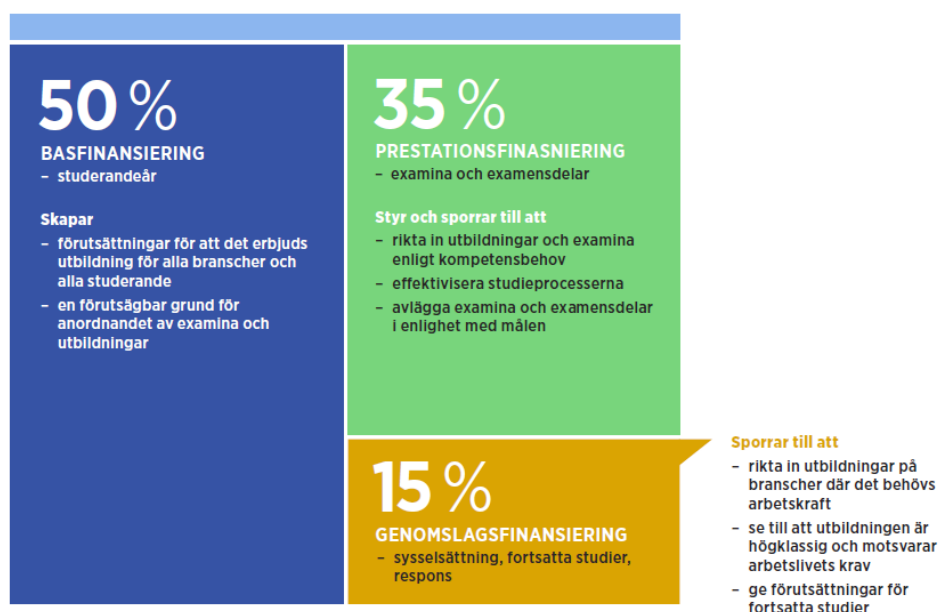 50 %
BASFINANSIERING
– studerandeår
Skapar
– förutsättningar för att det erbjuds
utbildning för alla branscher och
alla studerande
– en förutsägbar grund för
anordnandet av examina och
utbildningar
35 %
PRESTATIONSFINASNIERING
– examina och examensdelar
Styr och sporrar till att
– rikta in utbildningar och examina
enligt kompetensbehov
– effektivisera studieprocesserna
– avlägga examina och examensdelar
i enlighet med målen
15 %
GENOMSLAGSFINANSIERING
– sysselsättning, fortsatta studier,
respons
Sporrar till att
– rikta in utbildningar på
branscher där det behövs
arbetskraft
– se till att utbildningen är
högklassig och motsvarar
arbetslivets krav
– ge förutsättningar för
fortsatta studier